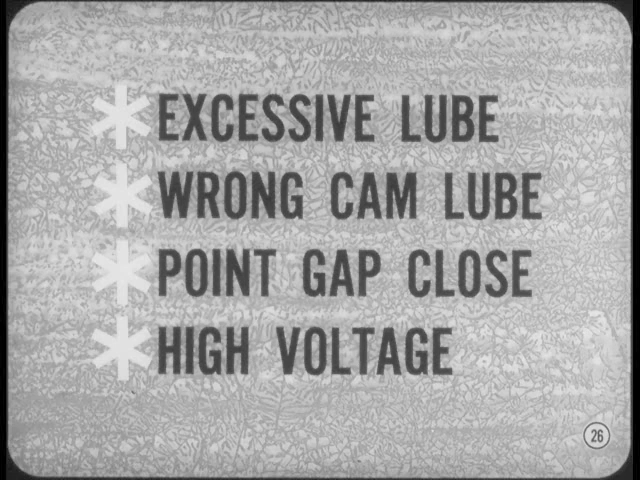 * EXCESSIVE LUBE
* WRONG CAM LUBE
* POINT GAP CLOSE
* HIGH VOLTAGE
26